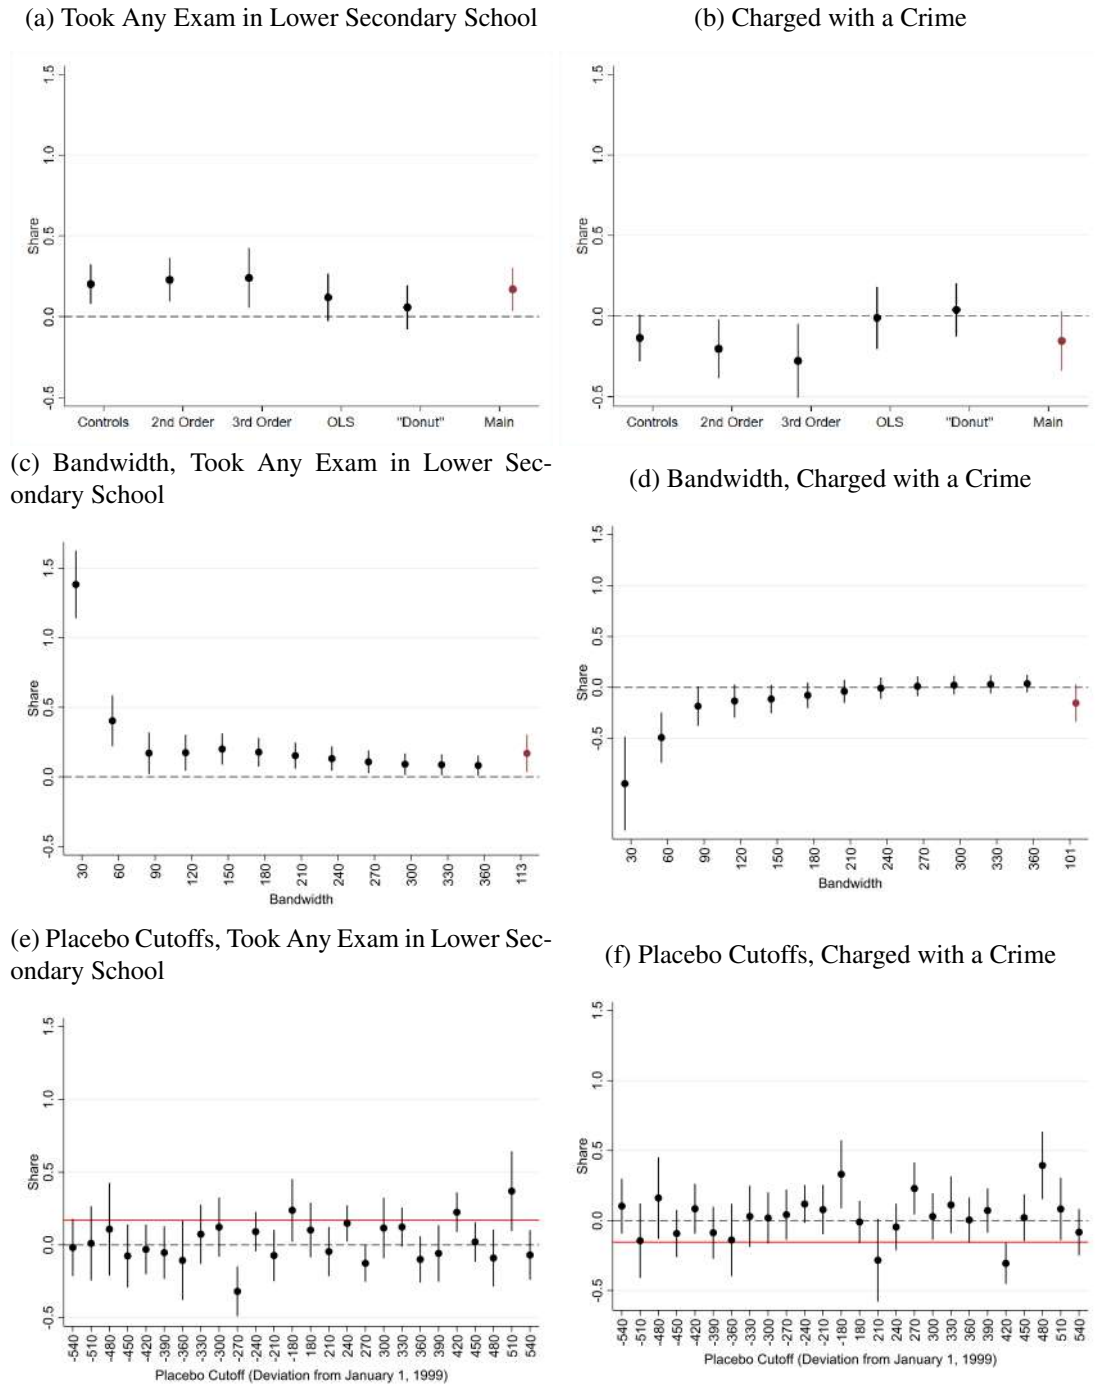 (a) Took Any Exam in Lower Secondary School
(b) Charged with a Crime
Share
1.5
1.0
0.5
0.0
-0.5
Controls 2nd Order 3rd Order OLS "Donut" Main
Share
1.5
1.0
0.5
0.0
-0.5
Controls 2nd Order 3rd Order OLS "Donut" Main
(c) Bandwidth, Took Any Exam in Lower Sec-
ondary School
(d) Bandwidth, Charged with a Crime
Share
1.5
1.0
0.5
0.0
-0.5
30 60 90 120 150 180 210 240 270 300 330 360 113
Bandwidth
Share
1.5
1.0
0.5
0.0
-0.5
30 60 90 120 150 180 210 240 270 300 330 360 101
Bandwidth
(e) Placebo Cutoffs, Took Any Exam in Lower Sec-
ondary School
(f) Placebo Cutoffs, Charged with a Crime
Share
1.5
1.0
0.5
0.0
-0.5
-540 -510 -480 -450 -420 -390 -360 -330 -300 -270 -240 -210 -180 180 210 240 270 300 330 360 390 420 450 480 510 540
Placebo Cutoff (Deviation from January 1, 1999)
Share
1.5
1.0
0.5
0.0
-0.5
-540 -510 -480 -450 -420 -390 -360 -330 -300 -270 -240 -210 -180 180 210 240 270 300 330 360 390 420 450 480 510 540
Placebo Cutoff (Deviation from January 1, 1999)